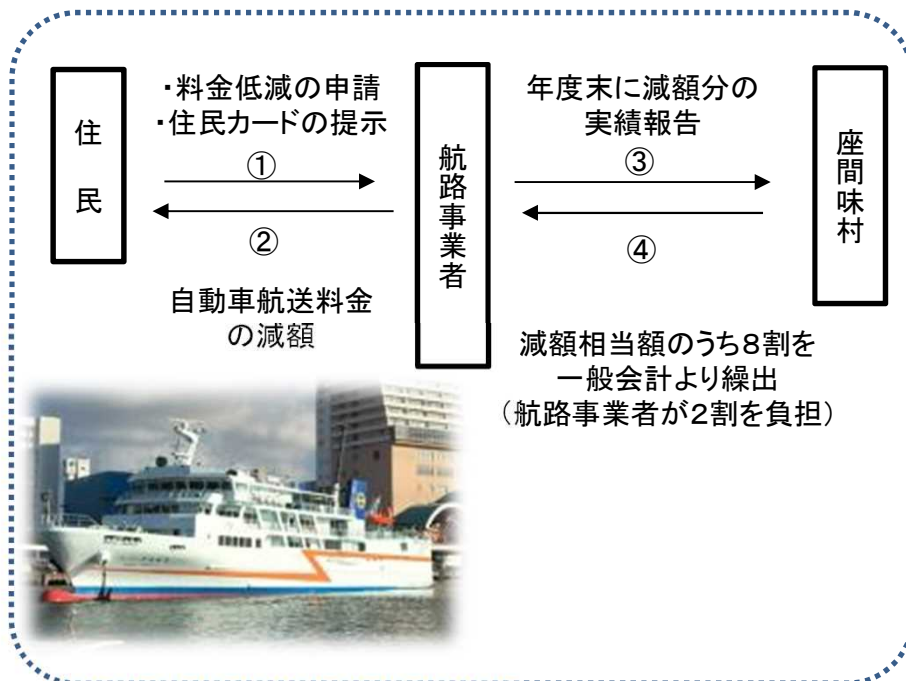 住民
・料金低減の申請
・住民カードの提示
①
②
自動車航送料金
の減額
航路事業者
年度末に減額分の
実績報告
③
④
減額相当額のうち8割を
一般会計より繰出
(航路事業者が2割を負担)
座間味村